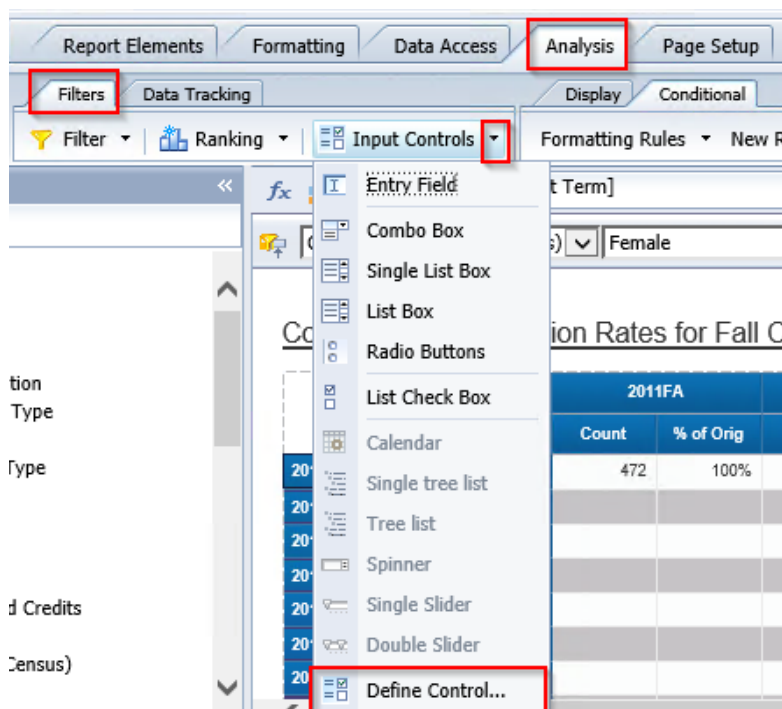 Report Elements Formatting Data Access Analysis Page Setup
Filters Data Tracking Display Conditional
Filter Ranking Input Controls Formatting Rules New
« fx Entry Field t Term]
Combo Box s) Female
Single List Box
List Box
ion Rates for Fall
Radio Buttons
tion List Check Box 2011FA
Type
Calendar Count % of Orig
Type Single tree list 472 100%
Tree list
Spinner
d Credits Single Slider
Double Slider
Census)
Define Control...